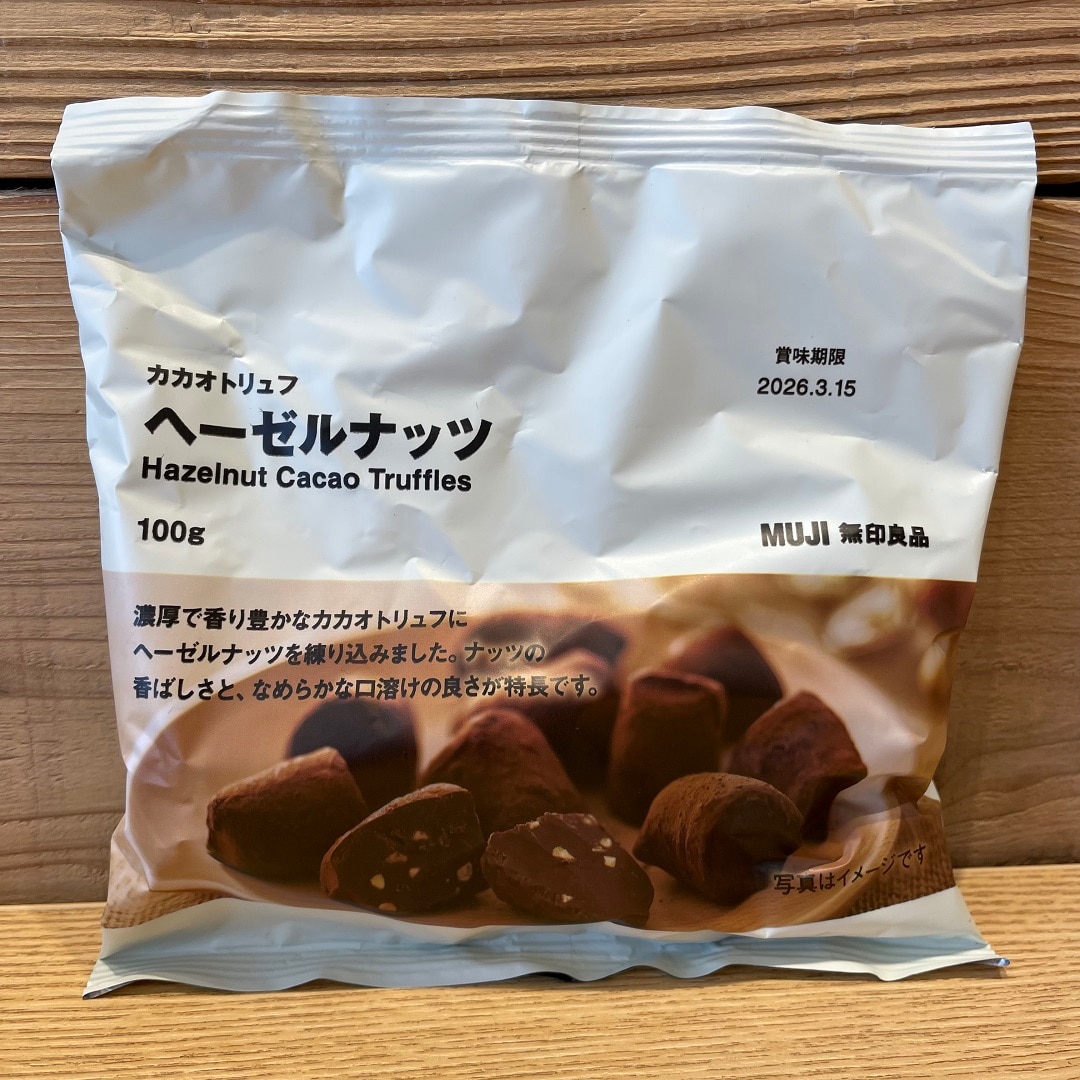 カカオトリュフ
ヘーゼルナッツ
Hazelnut Cacao Truffles
100g
賞味期限
2026.3.15
MUJI 無印良品
濃厚で香り豊かなカカオトリュフに
ヘーゼルナッツを練り込みました。ナッツの
香ばしさと、なめらかな口溶けの良さが特長です。
写真はイメージです